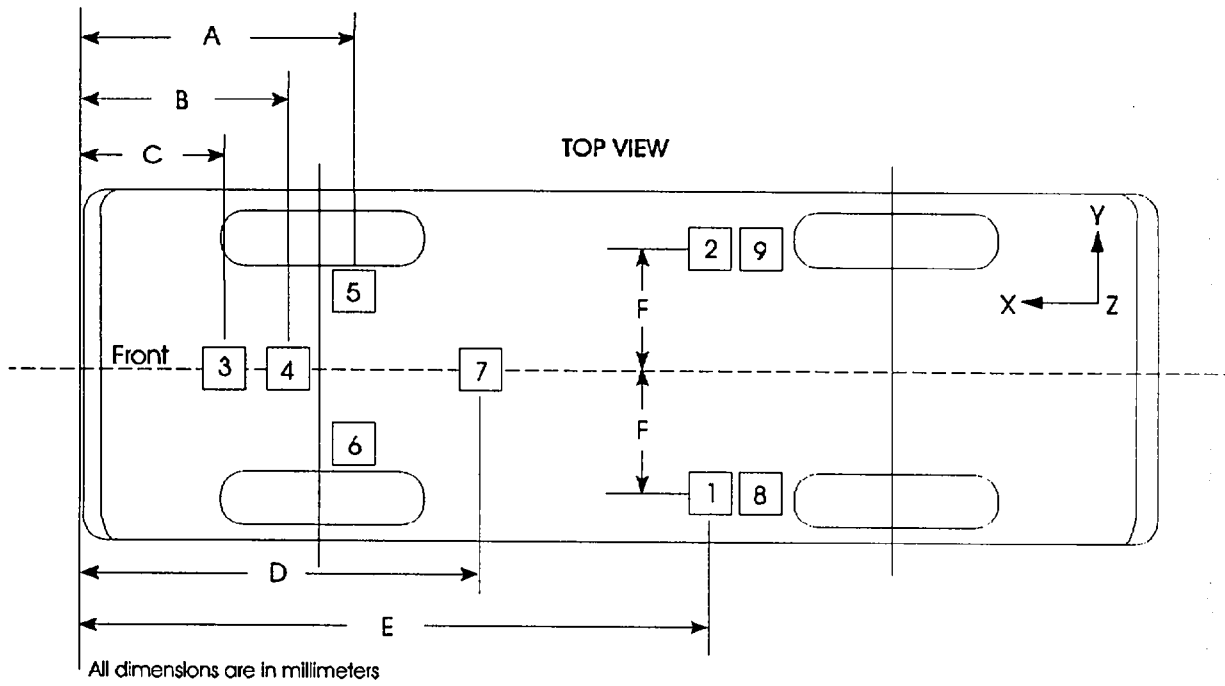 A
B
C
TOP VIEW
Y
2 9
5
F
X Z
Front
3 4 7
6
F
1 8
D
E
All dimensions are in millimeters